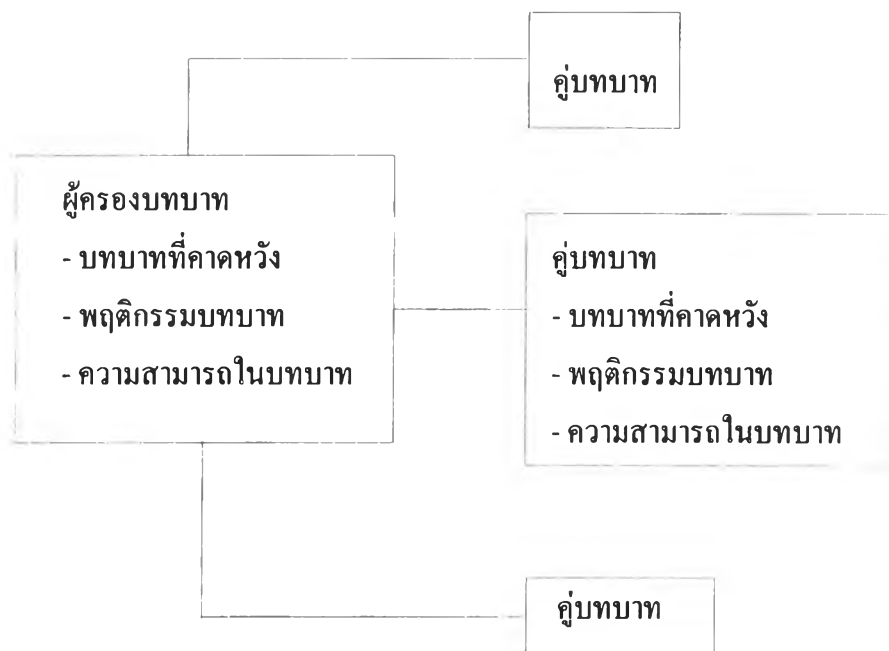 คู่บทบาท
ผู้ครองบทบาท
- บทบาทที่คาดหวัง
- พฤติกรรมบทบาท
- ความสามารถในบทบาท
คู่บทบาท
- บทบาทที่คาดหวัง
- พฤติกรรมบทบาท
- ความสามารถในบทบาท
คู่บทบาท